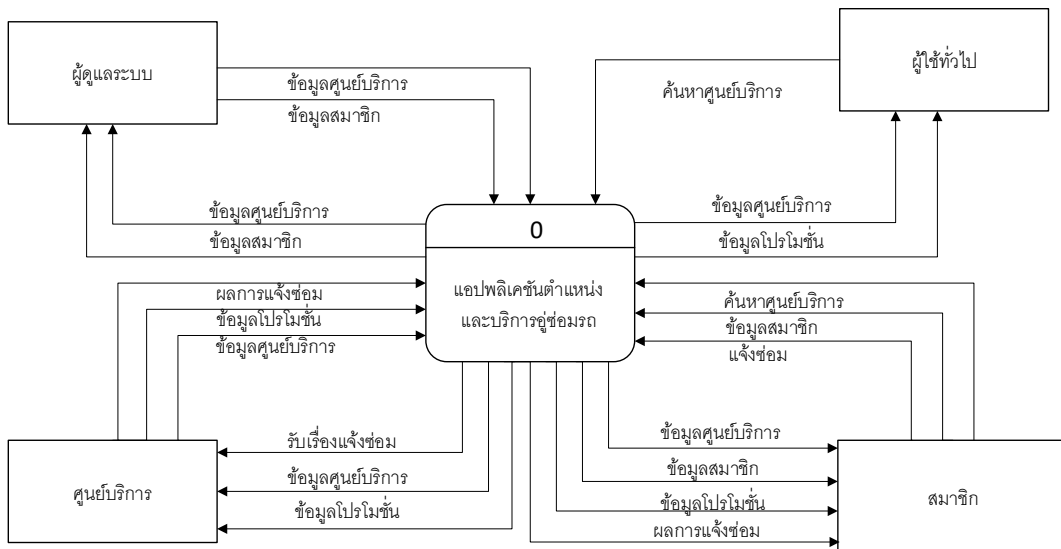 ผู้ดูแลระบบ
ผู้ใช้ทั่วไป
ข้อมูลศูนย์บริการ
ข้อมูลสมาชิก
ค้นหาศูนย์บริการ
ข้อมูลศูนย์บริการ
ข้อมูลสมาชิก
ข้อมูลศูนย์บริการ
ข้อมูลโปรโมชั่น
0
แอปพลิเคชันตำแหน่ง
และบริการอู่ซ่อมรถ
ผลการแจ้งซ่อม
ข้อมูลโปรโมชั่น
ข้อมูลศูนย์บริการ
ค้นหาศูนย์บริการ
ข้อมูลสมาชิก
แจ้งซ่อม
รับเรื่องแจ้งซ่อม
ข้อมูลศูนย์บริการ
ข้อมูลโปรโมชั่น
ศูนย์บริการ
ข้อมูลศูนย์บริการ
ข้อมูลสมาชิก
ข้อมูลโปรโมชั่น
ผลการแจ้งซ่อม
สมาชิก